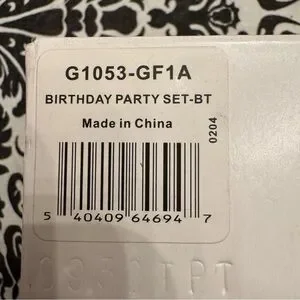 G1053-GF1A
BIRTHDAY PARTY SET-BT
Made in China
0204
5 40409 64694 7